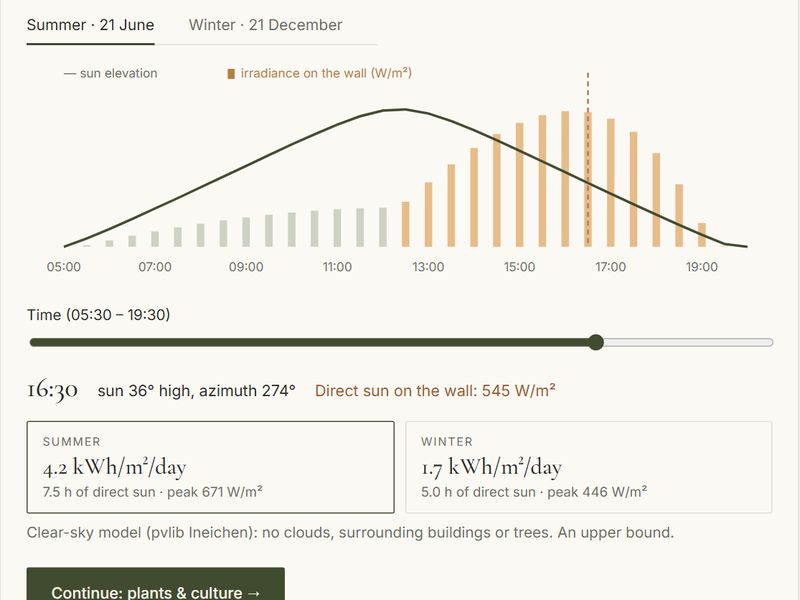 Summer · 21 June Winter · 21 December
— sun elevation irradiance on the wall (W/m²)
05:00 07:00 09:00 11:00 13:00 15:00 17:00 19:00
Time (05:30 – 19:30)
16:30 sun 36° high, azimuth 274° Direct sun on the wall: 545 W/m²
SUMMER
4.2 kWh/m²/day
7.5 h of direct sun · peak 671 W/m²
WINTER
1.7 kWh/m²/day
5.0 h of direct sun · peak 446 W/m²
Clear-sky model (pvlib Ineichen): no clouds, surrounding buildings or trees. An upper bound.
Continue: plants & culture →